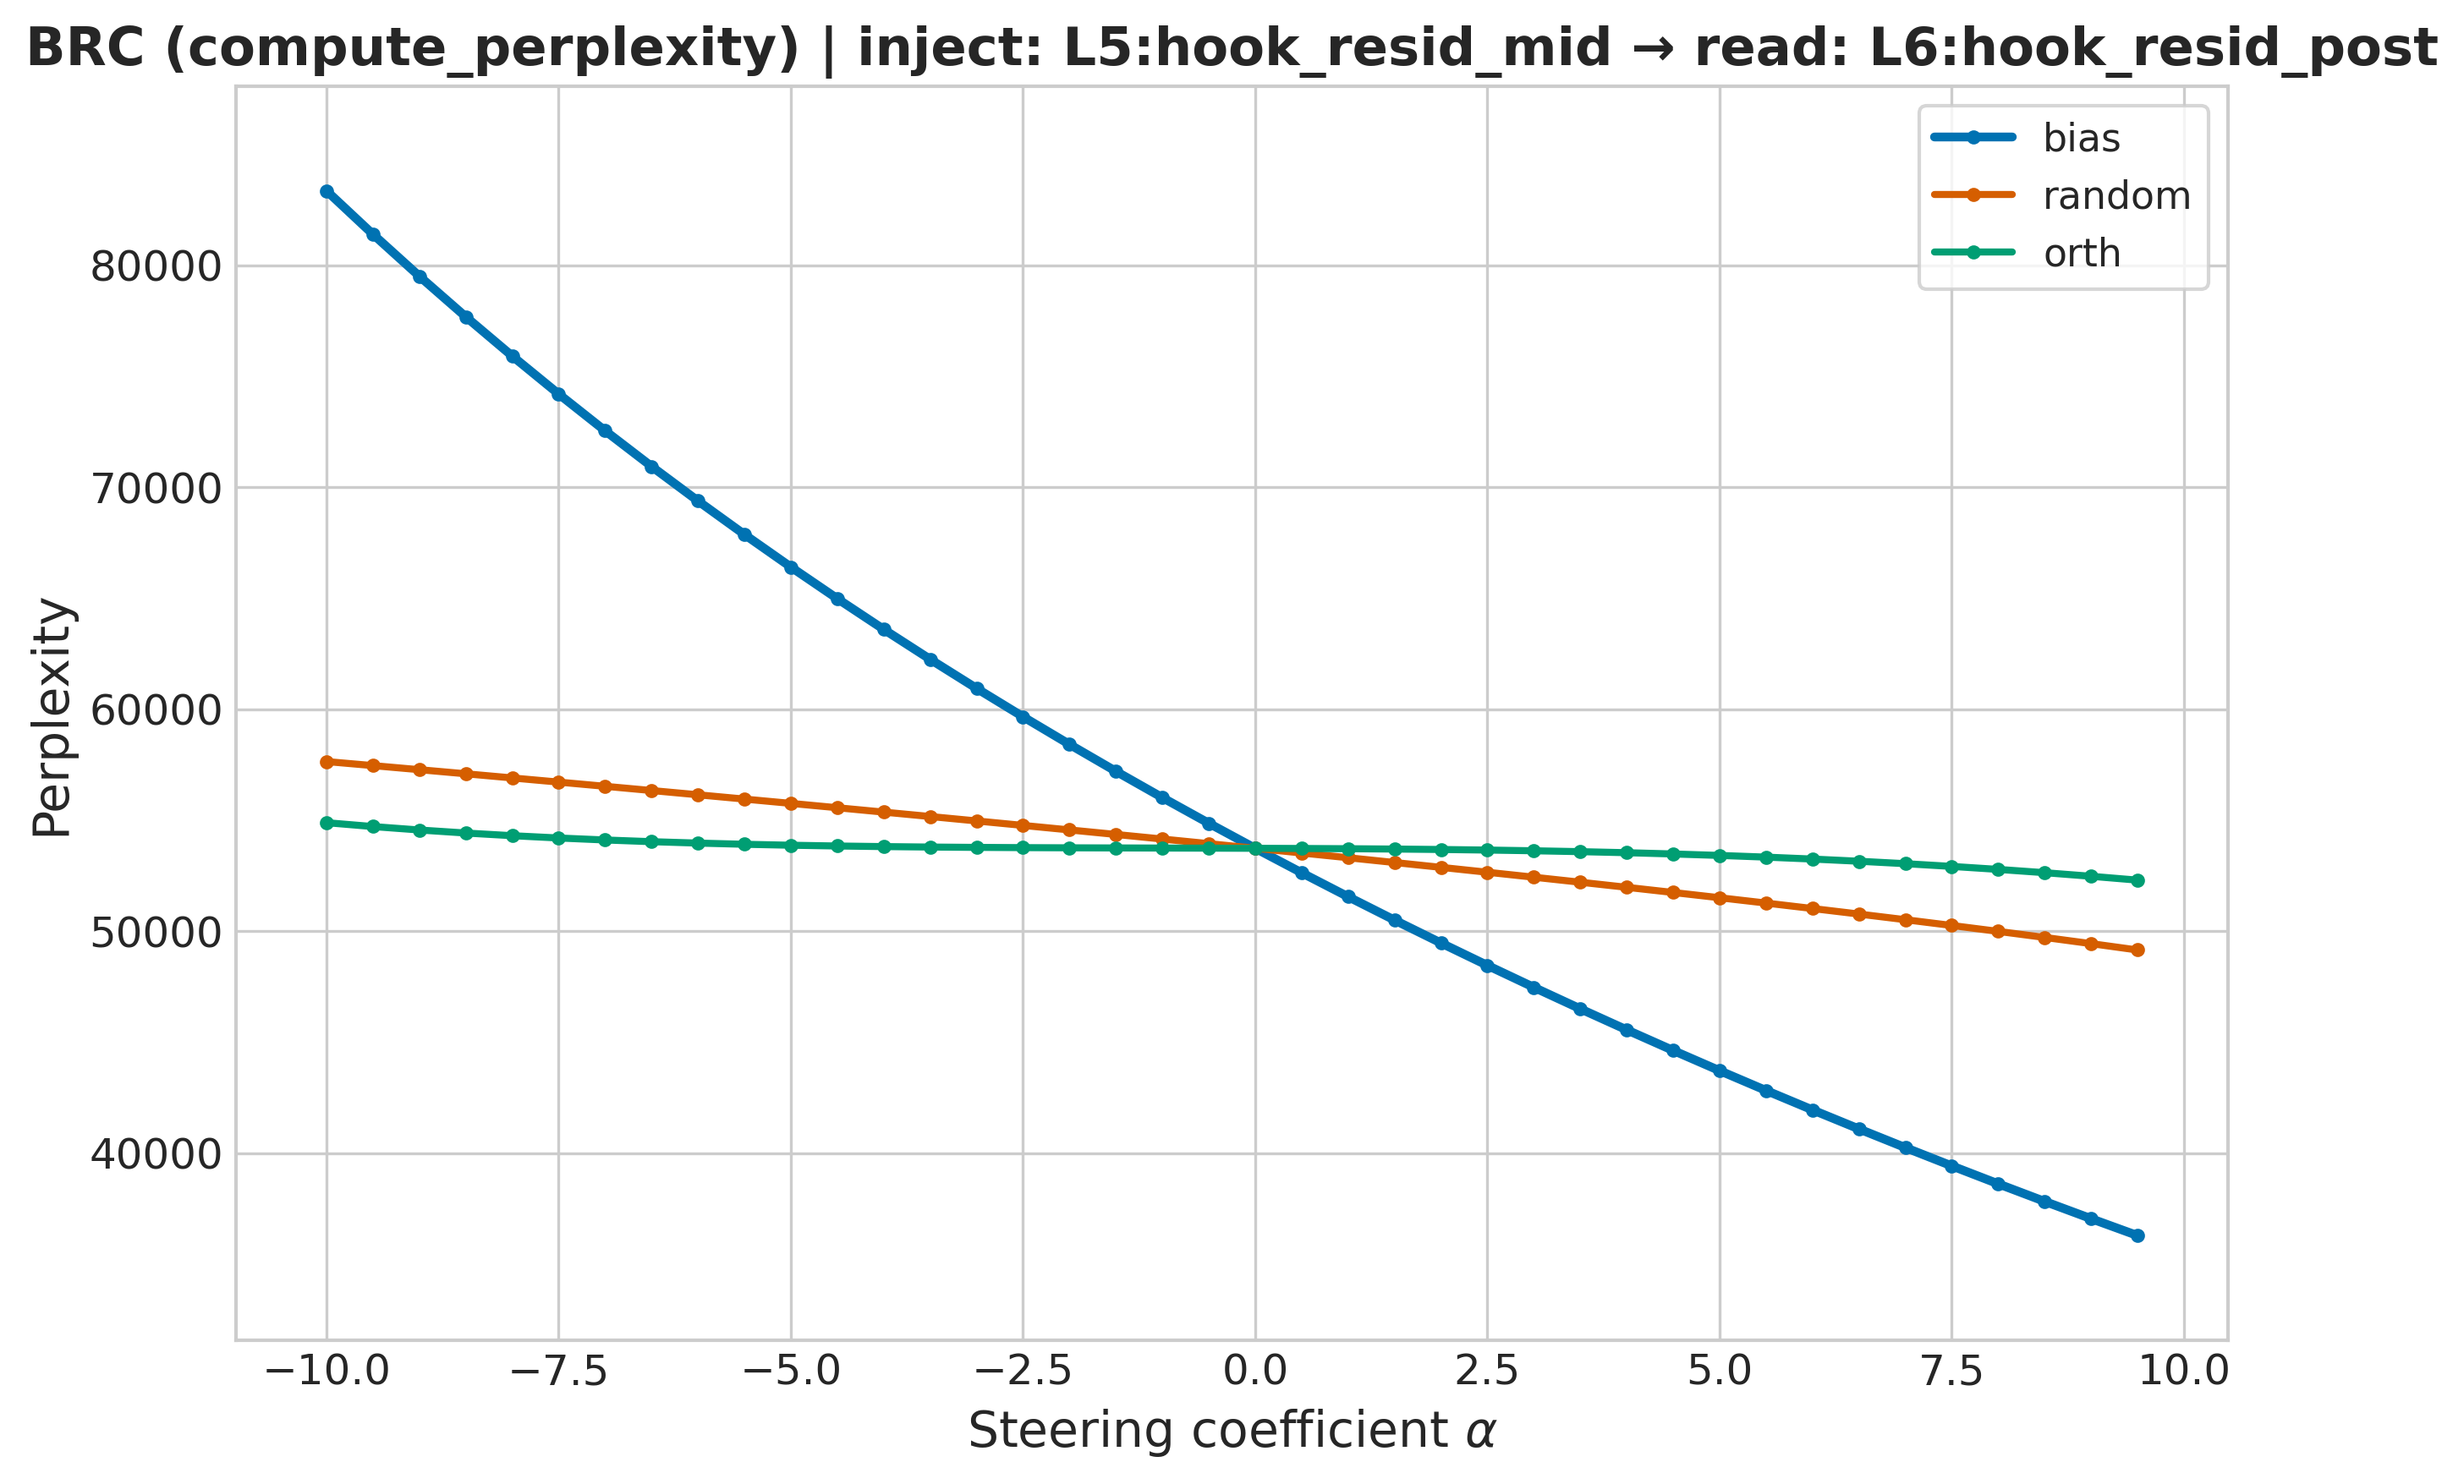 BRC (compute_perplexity) | inject: L5:hook_resid_mid → read: L6:hook_resid_post
bias
random
orth
Perplexity
80000
70000
60000
50000
40000
−10.0 −7.5 −5.0 −2.5 0.0 2.5 5.0 7.5 10.0
Steering coefficient α